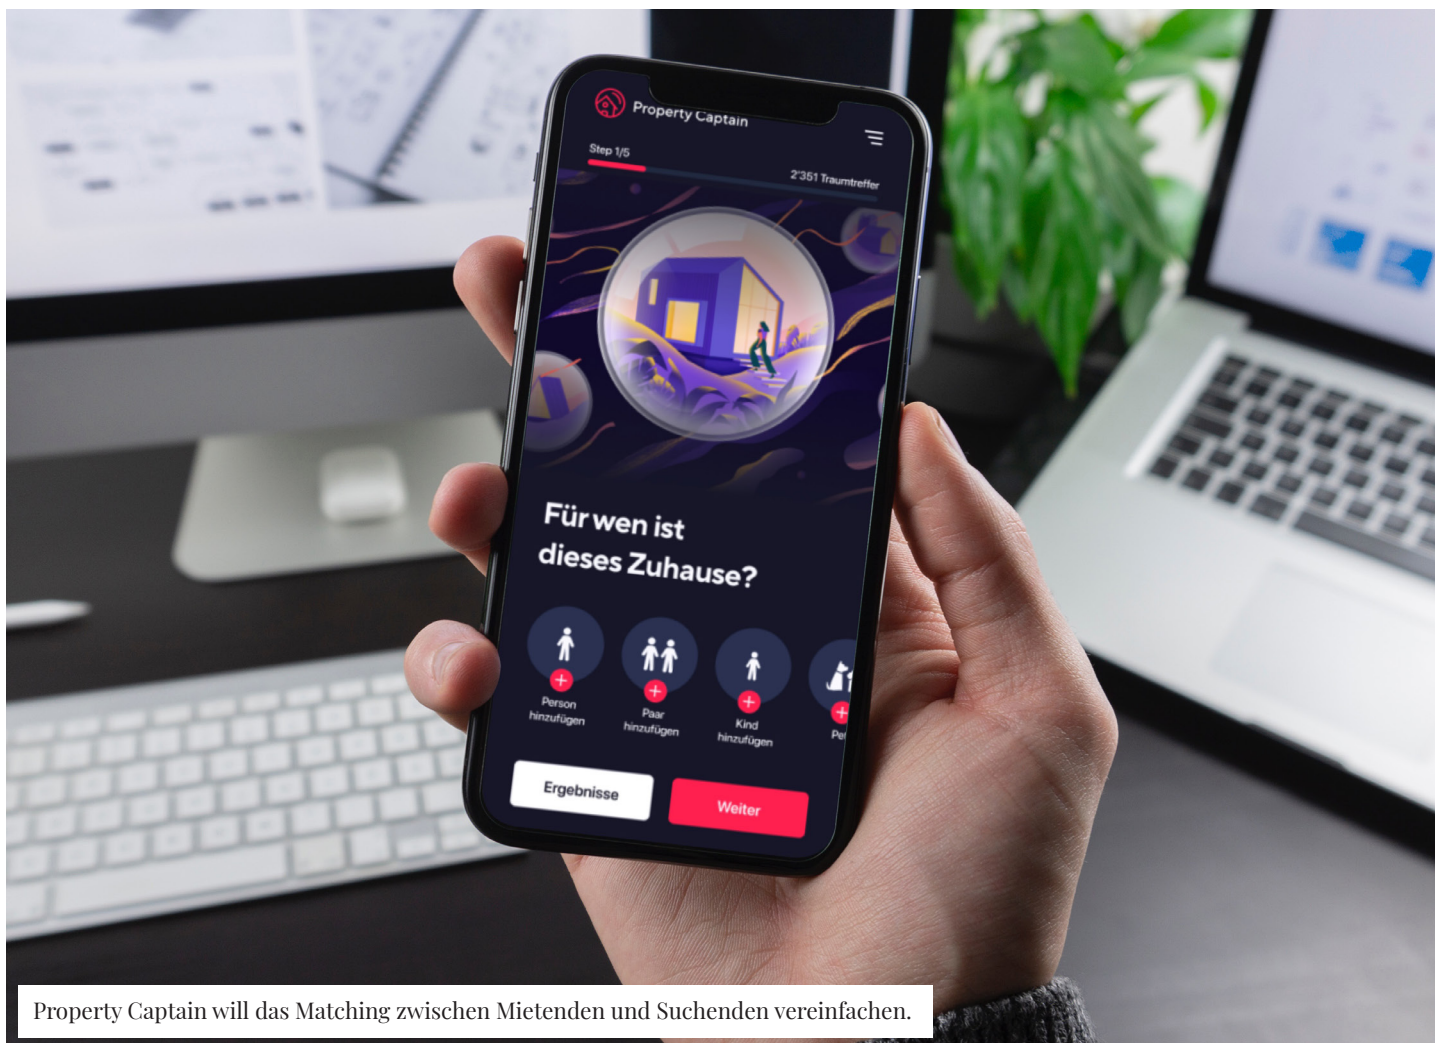 Property Captain
Step 1/5
2'351 Traumtreffer
Für wen ist
dieses Zuhause?
Person
hinzufügen
Paar
hinzufügen
Kind
hinzufügen
Ergebnisse
Weiter
Property Captain will das Matching zwischen Mietenden und Suchenden vereinfachen.